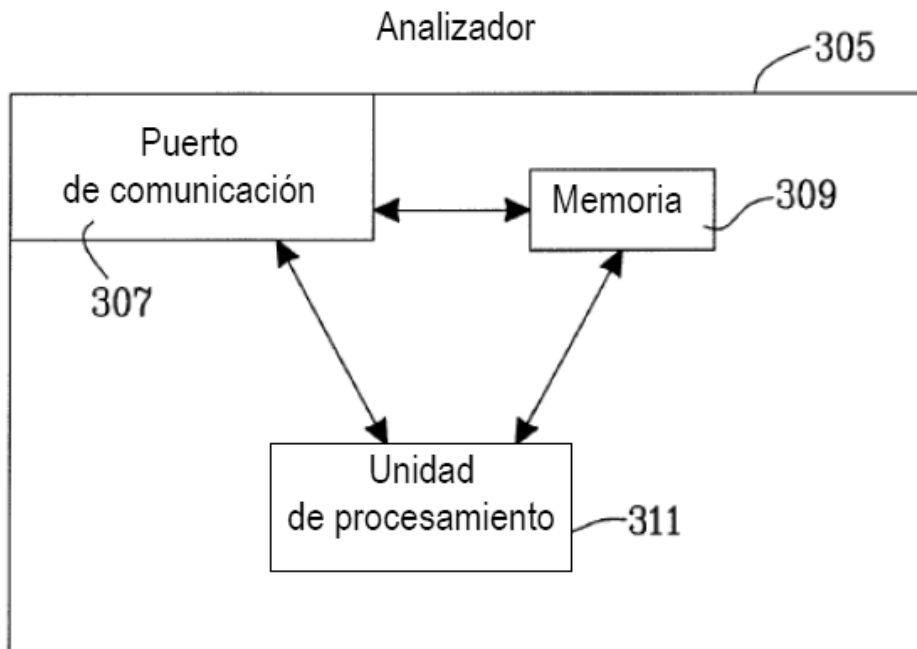 Analizador
305
Puerto
de comunicación
Memoria
309
307
Unidad
de procesamiento
311